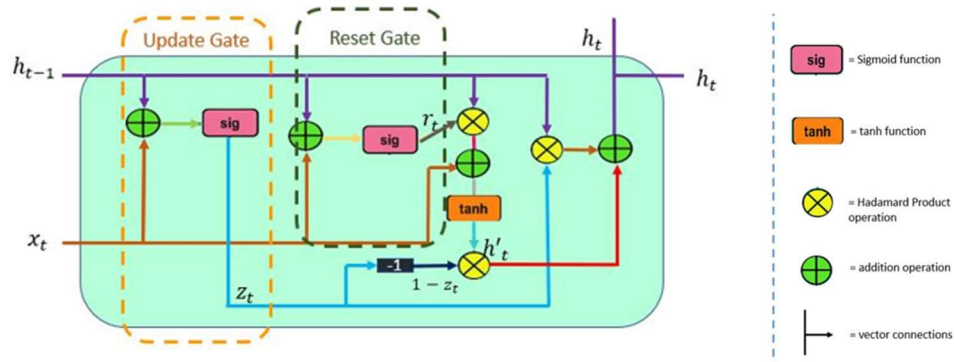 Update Gate
Reset Gate
h_t
h_{t-1}
h_t
sig
sig
r_t
tanh
x_t
h'_t
-1
1 − z_t
z_t
sig
= Sigmoid function
tanh
= tanh function
= Hadamard Product
operation
= addition operation
= vector connections